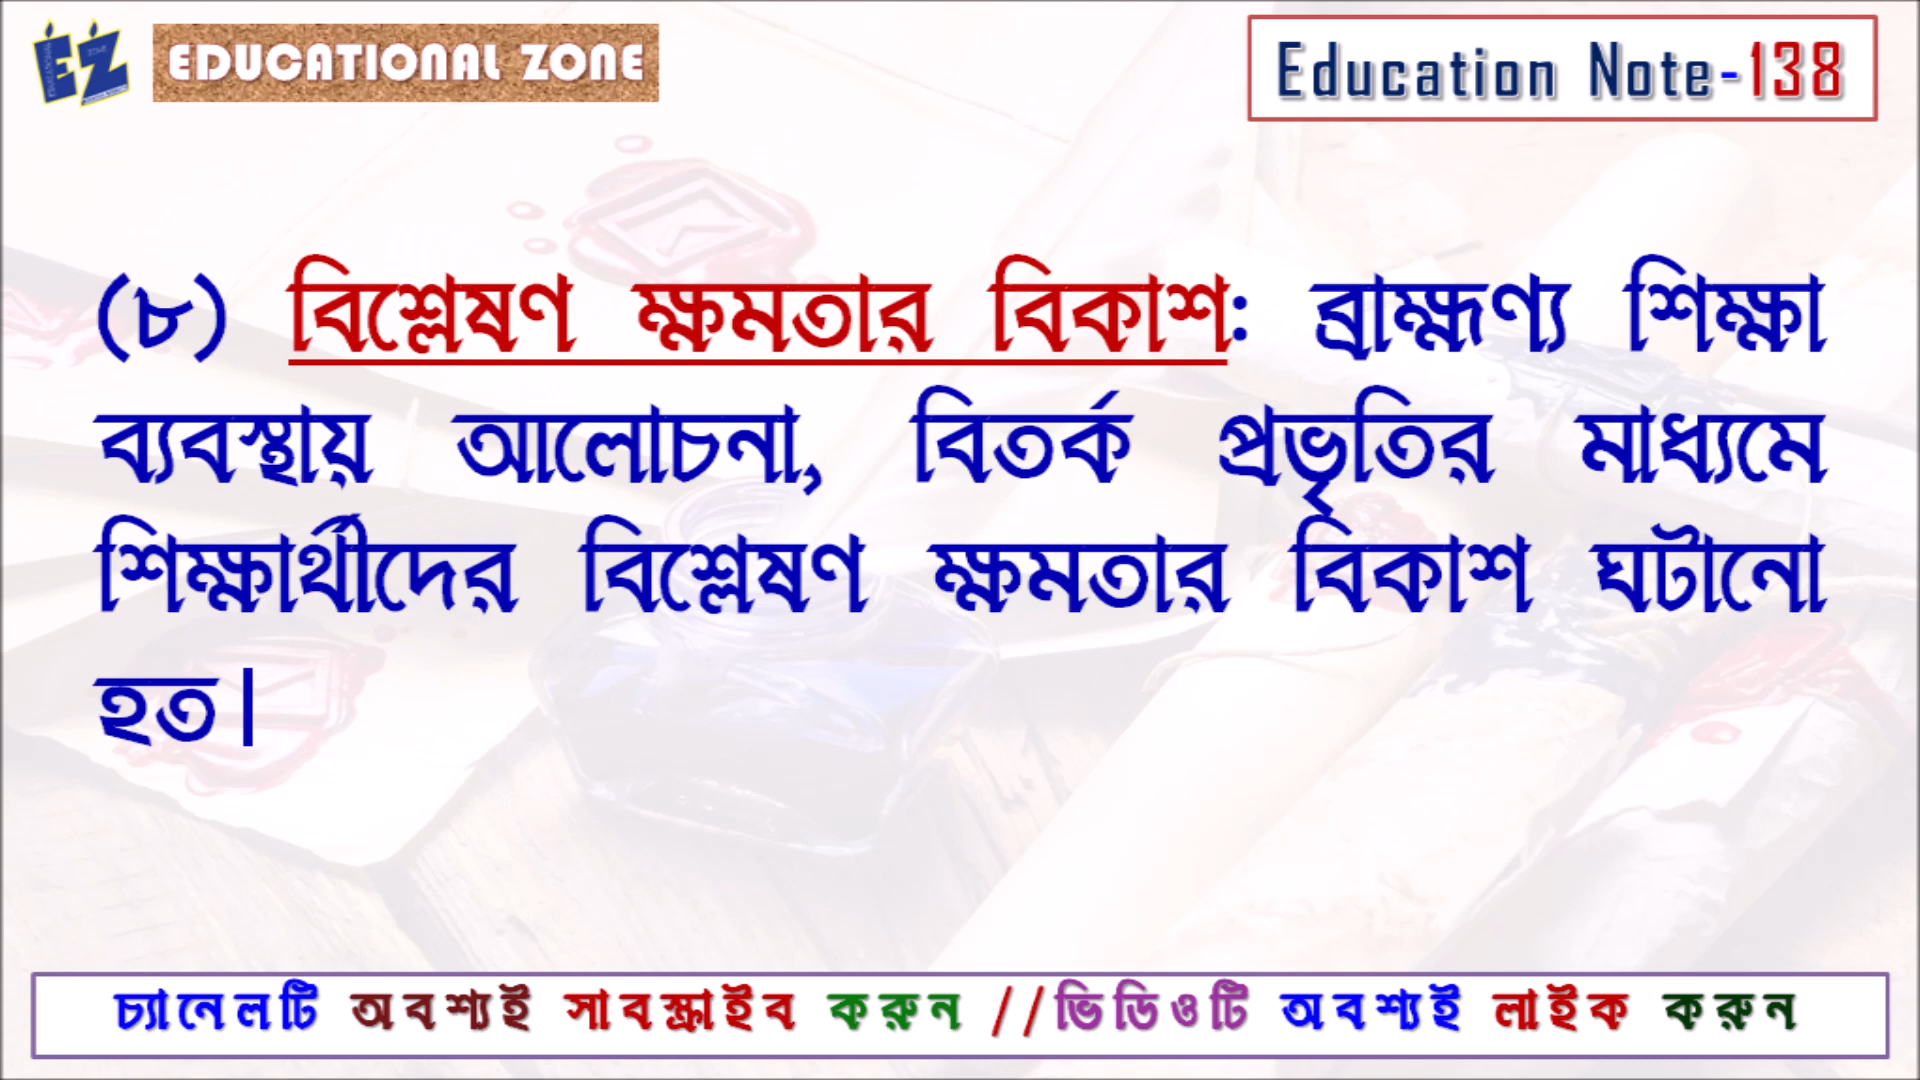 EDUCATIONAL ZONE
Education Note-138
(৮) বিশ্লেষণ ক্ষমতার বিকাশঃ ব্রাহ্মণ্য শিক্ষা
ব্যবস্থায় আলোচনা, বিতর্ক প্রভৃতির মাধ্যমে
শিক্ষার্থীদের বিশ্লেষণ ক্ষমতার বিকাশ ঘটানো
হত।
চ্যানেলটি অবশ্যই সাবস্ক্রাইব করুন //ভিডিওটি অবশ্যই লাইক করুন